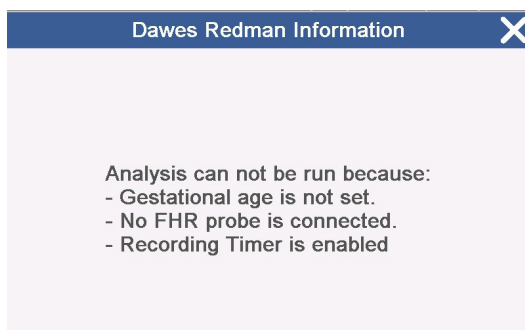 Dawes Redman Information
Analysis can not be run because:
- Gestational age is not set.
- No FHR probe is connected.
- Recording Timer is enabled